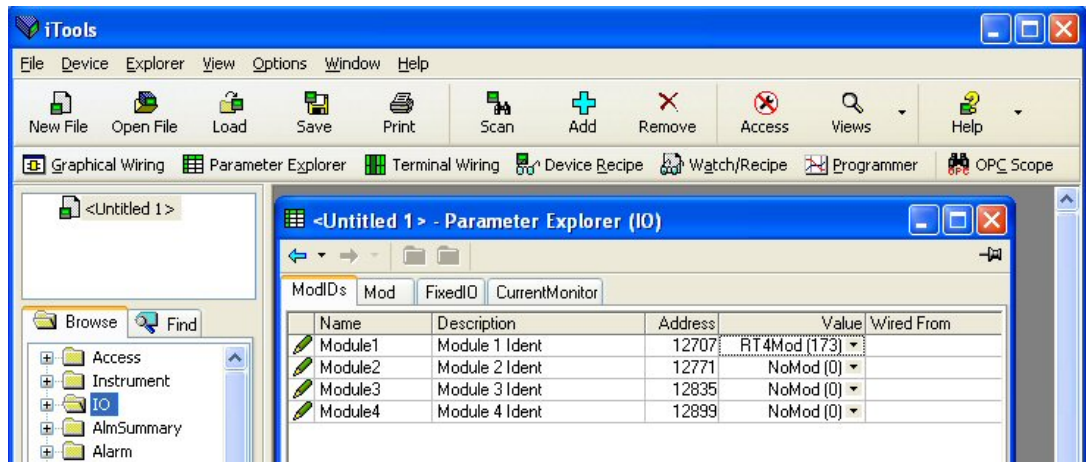 iTools
File Device Explorer View Options Window Help
New File Open File Load Save Print Scan Add Remove Access Views Help
Graphical Wiring Parameter Explorer Terminal Wiring Device Recipe Watch/Recipe Programmer OPC Scope
<Untitled 1>
<Untitled 1> - Parameter Explorer (IO)
ModIDs Mod FixedIO CurrentMonitor
Name Description Address Value Wired From
Module1 Module 1 Ident 12707 RT4Mod (173)
Module2 Module 2 Ident 12771 NoMod (0)
Module3 Module 3 Ident 12835 NoMod (0)
Module4 Module 4 Ident 12899 NoMod (0)
Browse Find
Access
Instrument
IO
AlmSummary
Alarm